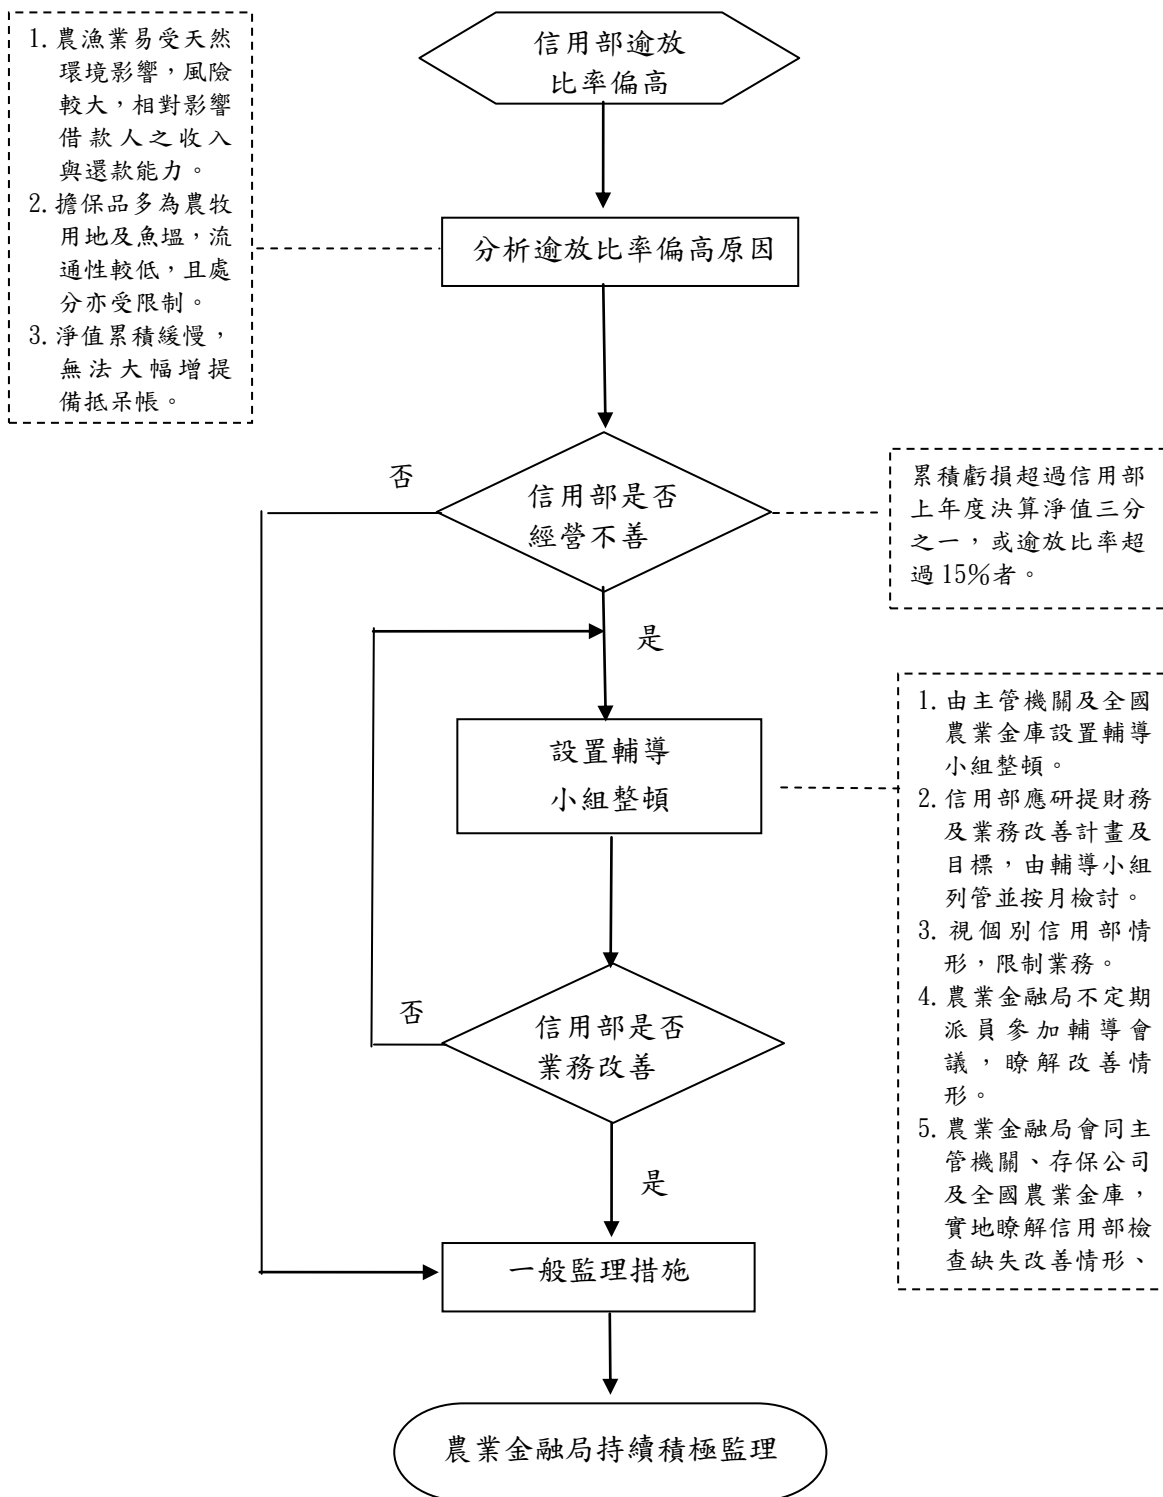 1. 農漁業易受天然
環境影響，風險
較大，相對影響
借款人之收入
與還款能力。
2. 擔保品多為農牧
用地及魚塭，流
通性較低，且處
分亦受限制。
3. 淨值累積緩慢，
無法大幅增提
備抵呆帳。
信用部逾放
比率偏高
分析逾放比率偏高原因
否
信用部是否
經營不善
累積虧損超過信用部
上年度決算淨值三分
之一，或逾放比率超
過 15%者。
是
設置輔導
小組整頓
1. 由主管機關及全國
農業金庫設置輔導
小組整頓。
2. 信用部應研提財務
及業務改善計畫及
目標，由輔導小組
列管並按月檢討。
3. 視個別信用部情
形，限制業務。
4. 農業金融局不定期
派員參加輔導會
議，瞭解改善情
形。
5. 農業金融局會同主
管機關、存保公司
及全國農業金庫，
實地瞭解信用部檢
查缺失改善情形、
否
信用部是否
業務改善
是
一般監理措施
農業金融局持續積極監理